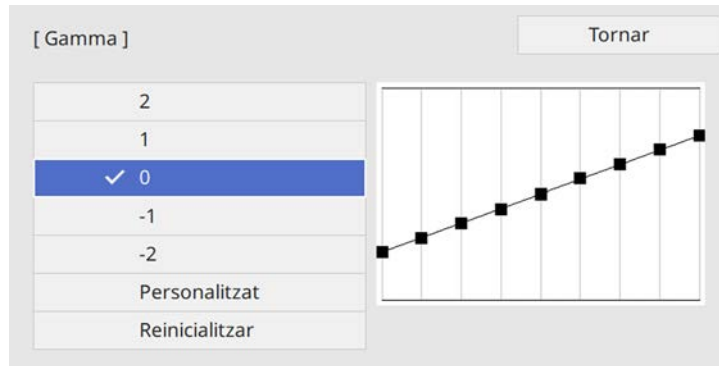 [ Gamma ]
Tornar
2
1
0
-1
-2
Personalitzat
Reinicialitzar